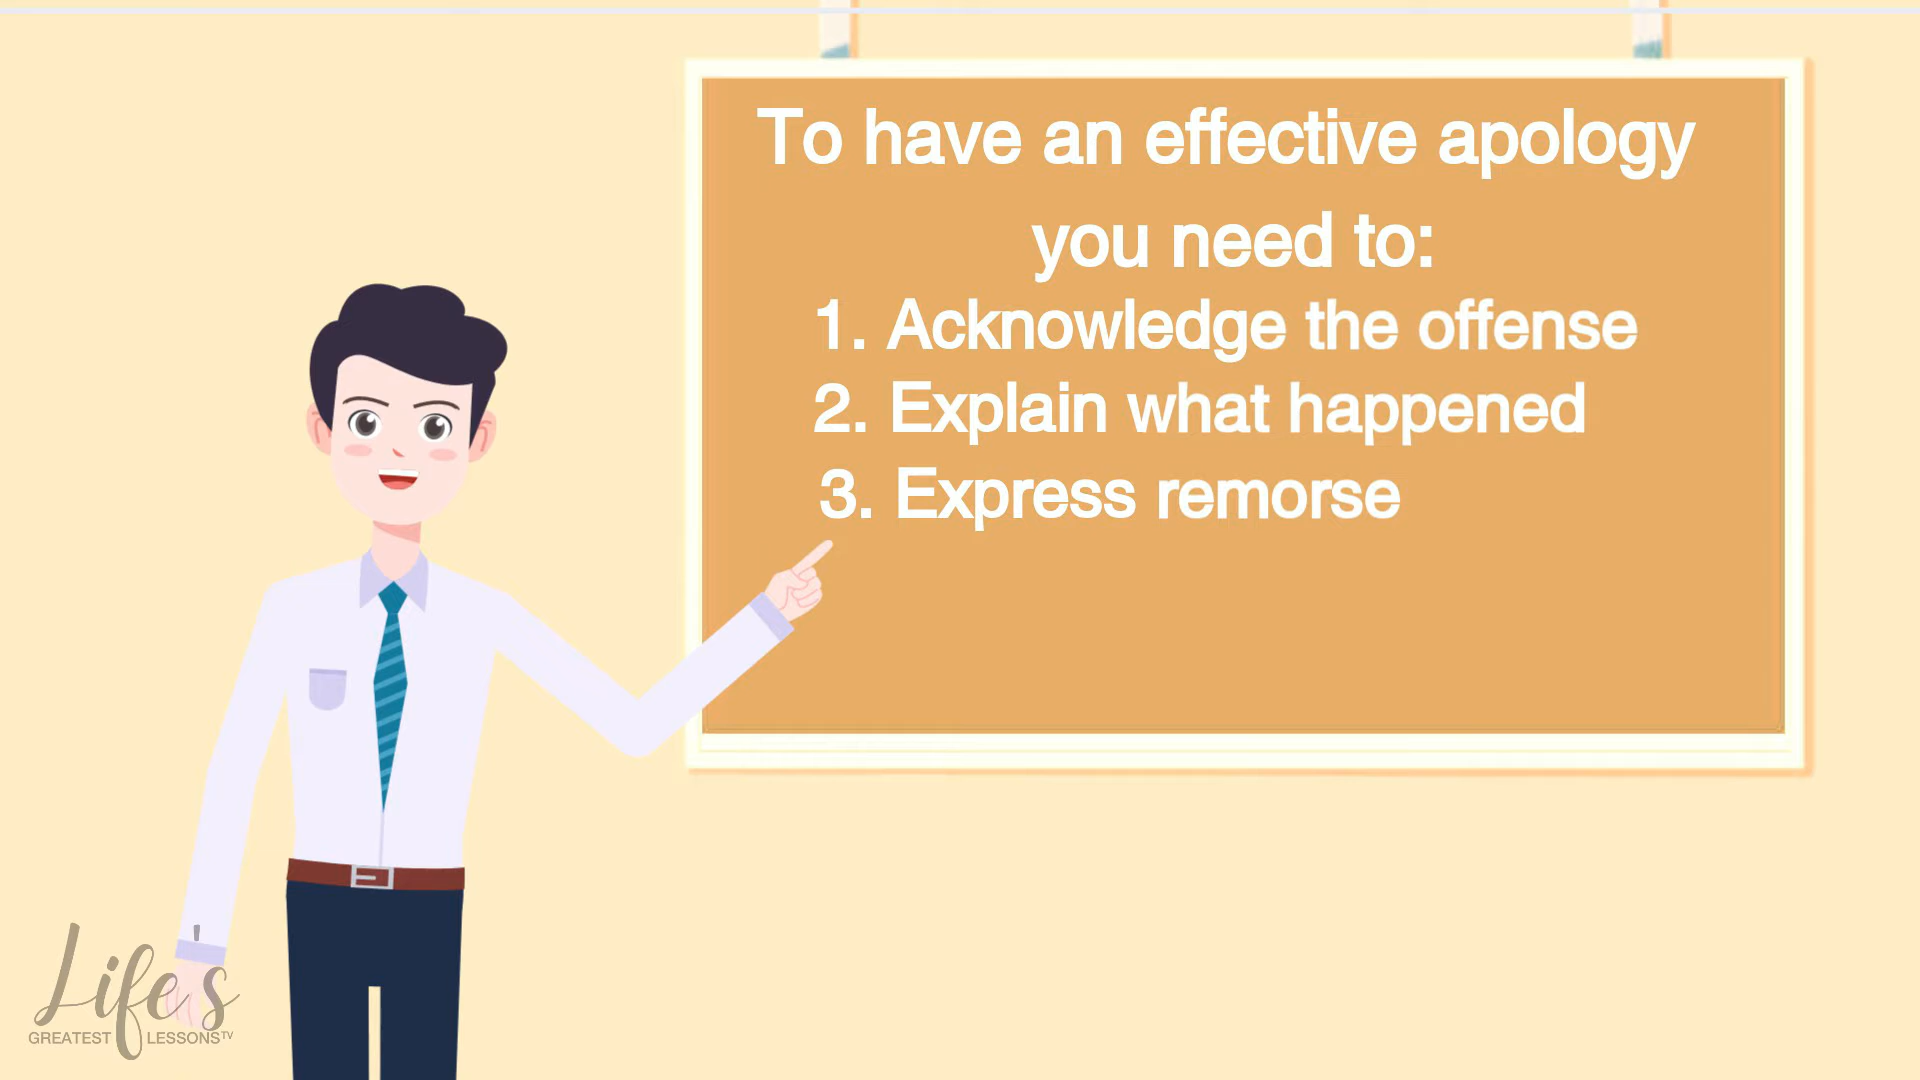 To have an effective apology
you need to:
1. Acknowledge the offense
2. Explain what happened
3. Express remorse
Life's
GREATEST LESSONS TV